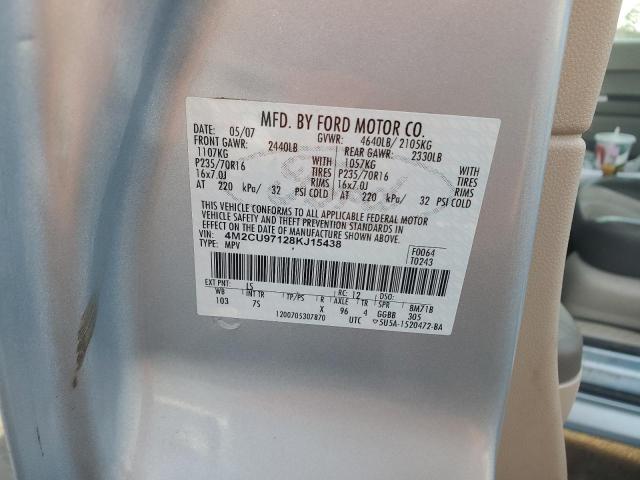 MFD. BY FORD MOTOR CO.
DATE: 05/07 GVWR: 4640LB/ 2105KG
FRONT GAWR: 2440LB REAR GAWR: 2330LB
1107KG WITH 1057KG WITH
P235/70R16 TIRES P235/70R16 TIRES
16x7.0J RIMS 16x7.0J RIMS
AT 220 kPa/ 32 PSI COLD AT 220 kPa/ 32 PSI COLD
THIS VEHICLE CONFORMS TO ALL APPLICABLE FEDERAL MOTOR
VEHICLE SAFETY AND THEFT PREVENTION STANDARDS IN
EFFECT ON THE DATE OF MANUFACTURE SHOWN ABOVE.
VIN: 4M2CU97128KJ15438 F0064
TYPE: MPV T0243
EXT PNT: LS RC: 12 DSO:
WB INT TR TP/PS R AXLE TR SPR BM71B
103 7S X 96 4 GGBB 305
1200705307870 UTC 5U5A-1520472-BA